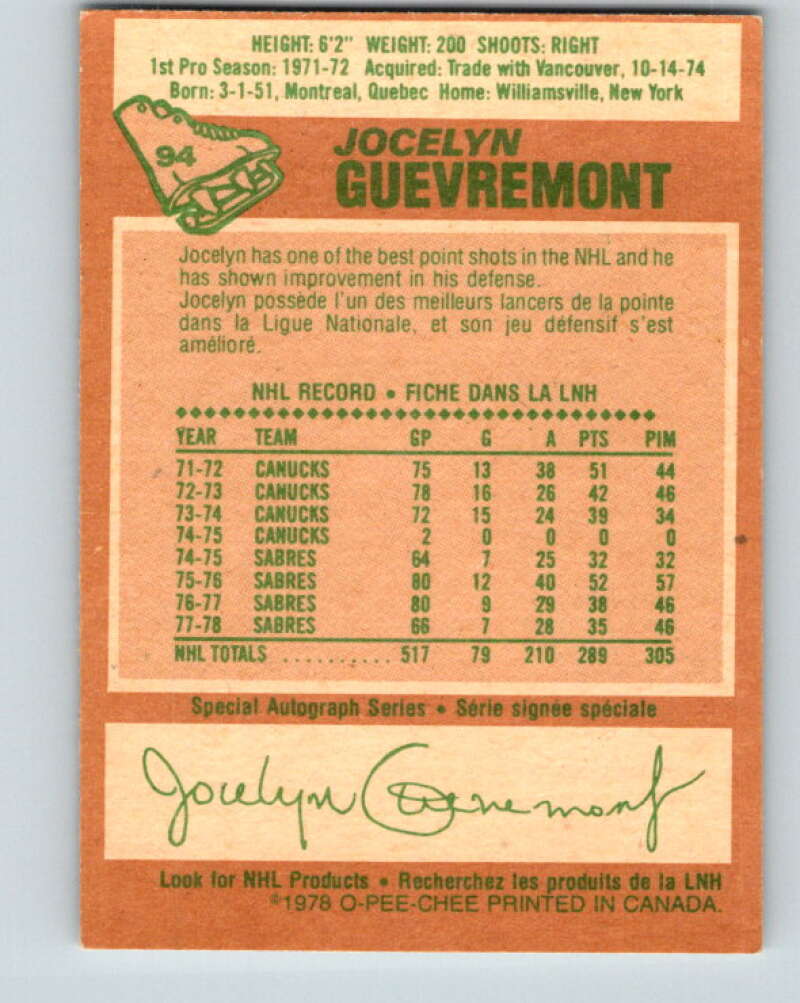 HEIGHT: 6'2" WEIGHT: 200 SHOOTS: RIGHT
1st Pro Season: 1971-72 Acquired: Trade with Vancouver, 10-14-74
Born: 3-1-51, Montreal, Quebec Home: Williamsville, New York
94
JOCELYN
GUEVREMONT
Jocelyn has one of the best point shots in the NHL and he
has shown improvement in his defense.
Jocelyn possède l'un des meilleurs lancers de la pointe
dans la Ligue Nationale, et son jeu défensif s'est
amélioré.
NHL RECORD • FICHE DANS LA LNH
YEAR TEAM GP G A PTS PIM
71-72 CANUCKS 75 13 38 51 44
72-73 CANUCKS 78 16 26 42 46
73-74 CANUCKS 72 15 24 39 34
74-75 CANUCKS 2 0 0 0 0
74-75 SABRES 64 7 25 32 32
75-76 SABRES 80 12 40 52 57
76-77 SABRES 80 9 29 38 46
77-78 SABRES 66 7 28 35 46
NHL TOTALS .......... 517 79 210 289 305
Special Autograph Series • Série signée spéciale
Jocelyn Guevremont
Look for NHL Products • Recherchez les produits de la LNH
©1978 O-PEE-CHEE PRINTED IN CANADA.